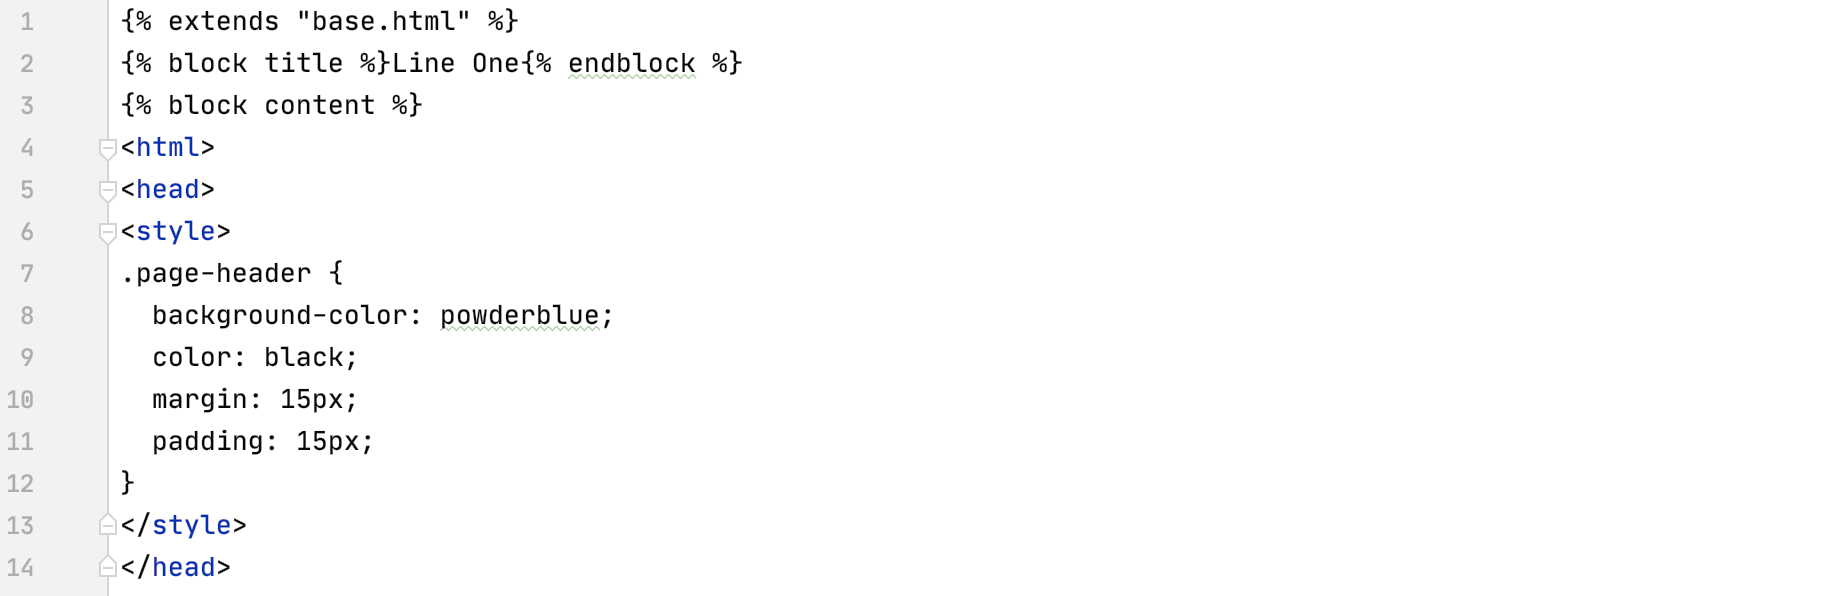 1 {% extends "base.html" %}
2 {% block title %}Line One{% endblock %}
3 {% block content %}
4 <html>
5 <head>
6 <style>
7 .page-header {
8   background-color: powderblue;
9   color: black;
10   margin: 15px;
11   padding: 15px;
12 }
13 </style>
14 </head>